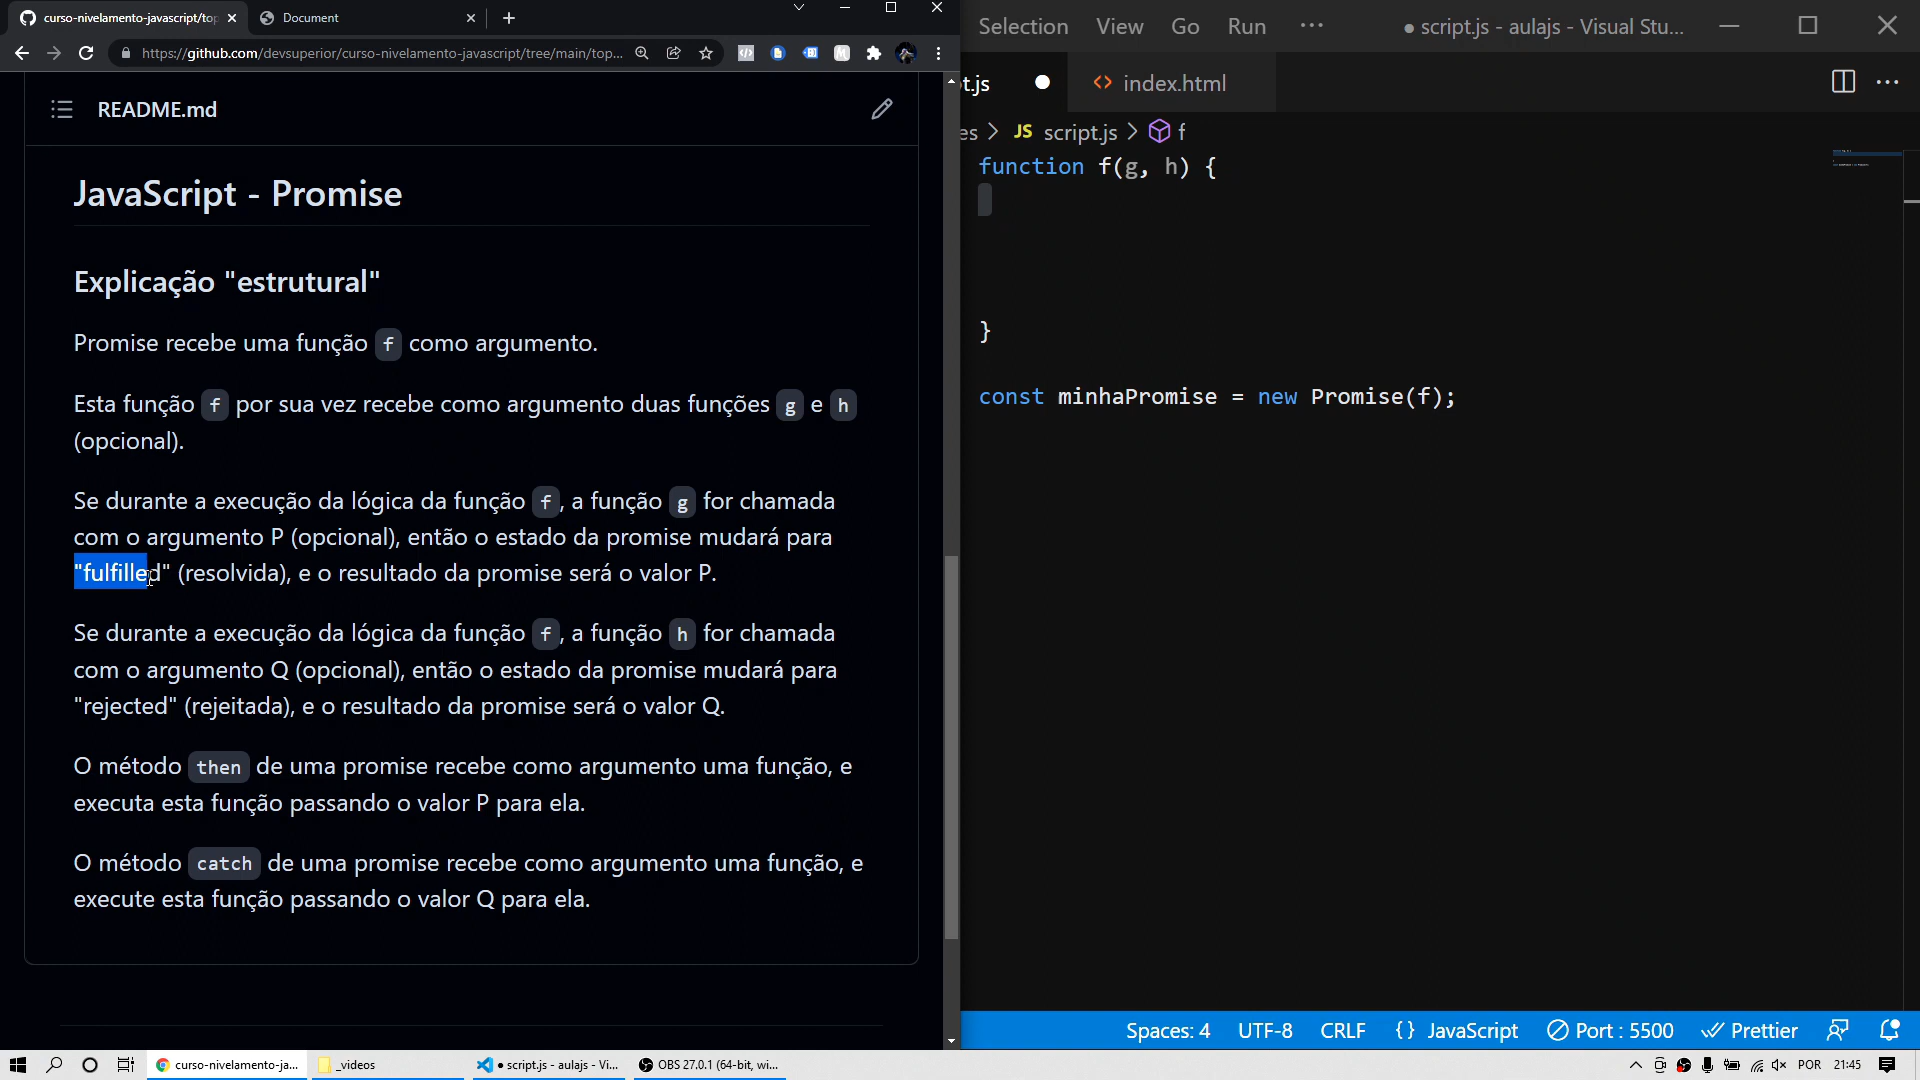 curso-nivelamento-javascript/top
Document
https://github.com/devsuperior/curso-nivelamento-javascript/tree/main/top...
README.md
JavaScript - Promise
Explicação "estrutural"
Promise recebe uma função f como argumento.
Esta função f por sua vez recebe como argumento duas funções g e h
(opcional).
Se durante a execução da lógica da função f, a função g for chamada
com o argumento P (opcional), então o estado da promise mudará para
"fulfilled" (resolvida), e o resultado da promise será o valor P.
Se durante a execução da lógica da função f, a função h for chamada
com o argumento Q (opcional), então o estado da promise mudará para
"rejected" (rejeitada), e o resultado da promise será o valor Q.
O método then de uma promise recebe como argumento uma função, e
executa esta função passando o valor P para ela.
O método catch de uma promise recebe como argumento uma função, e
execute esta função passando o valor Q para ela.
Selection View Go Run ··· ● script.js - aulajs - Visual Stu...
t.js index.html
es > JS script.js > f
function f(g, h) {
}
const minhaPromise = new Promise(f);
Spaces: 4 UTF-8 CRLF {} JavaScript Port : 5500 Prettier
curso-nivelamento-ja... _videos ● script.js - aulajs - Vi... OBS 27.0.1 (64-bit, wi... POR 21:45